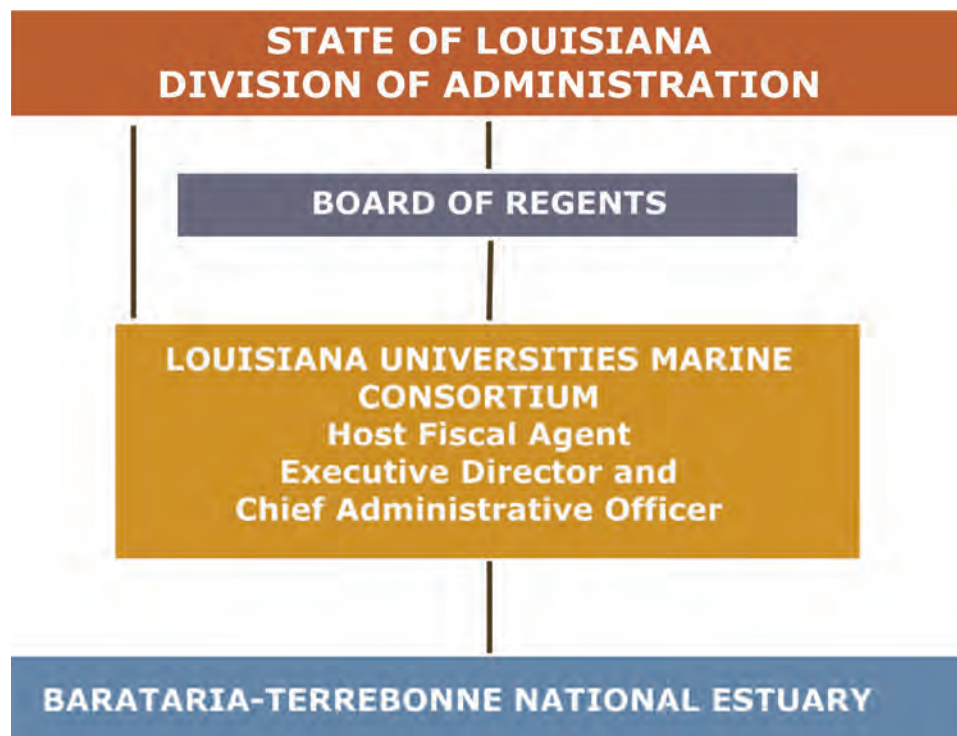 STATE OF LOUISIANA
DIVISION OF ADMINISTRATION
BOARD OF REGENTS
LOUISIANA UNIVERSITIES MARINE
CONSORTIUM
Host Fiscal Agent
Executive Director and
Chief Administrative Officer
BARATARIA-TERREBONNE NATIONAL ESTUARY